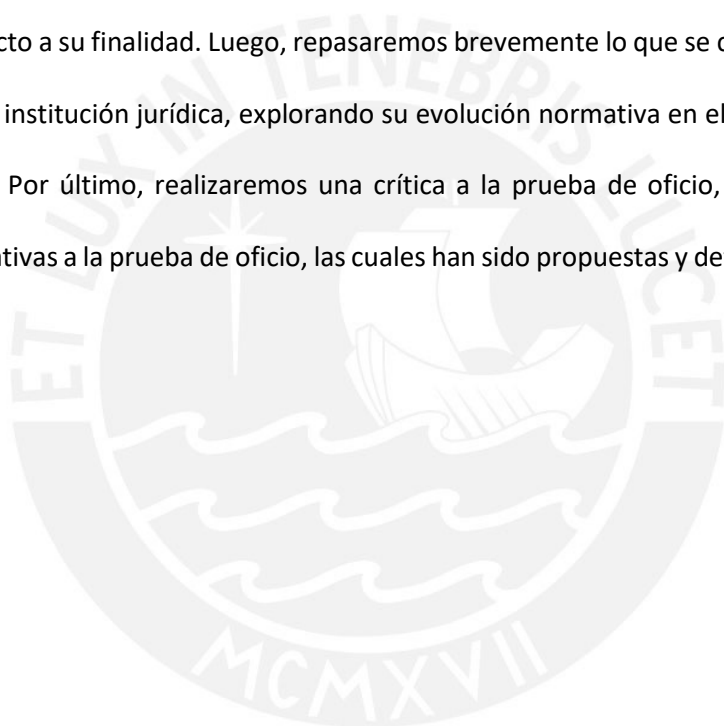 cto a su finalidad. Luego, repasaremos brevemente lo que se
institución jurídica, explorando su evolución normativa en el
Por último, realizaremos una crítica a la prueba de oficio,
ativas a la prueba de oficio, las cuales han sido propuestas y de
ET LUX IN TENEBRIS LUCET
MCMXVII